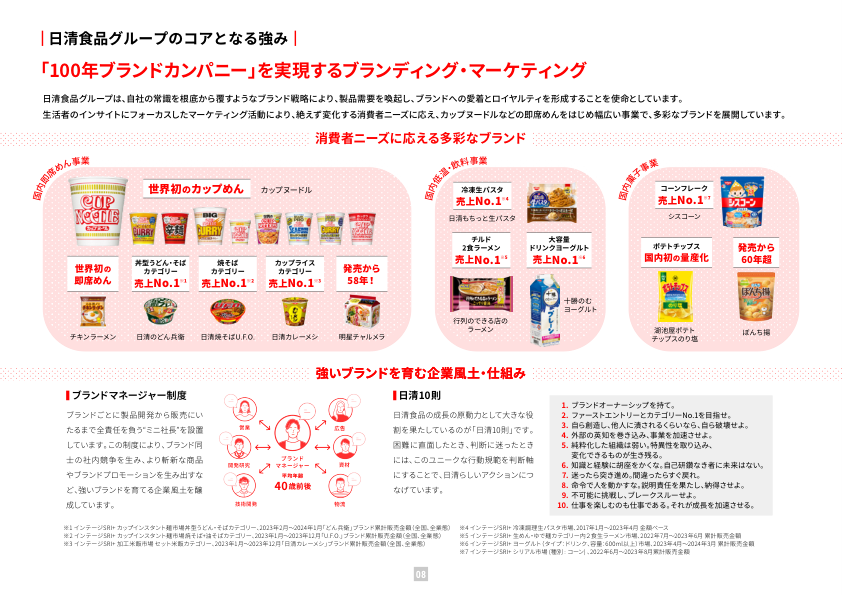 日清食品グループのコアとなる強み
「100年ブランドカンパニー」を実現するブランディング・マーケティング
日清食品グループは、自社の常識を根底から覆すようなブランド戦略により、製品需要を喚起し、ブランドへの愛着とロイヤルティを形成することを使命としています。
生活者のインサイトにフォーカスしたマーケティング活動により、絶えず変化する消費者ニーズに応え、カップヌードルなどの即席めんをはじめ幅広い事業で、多彩なブランドを展開しています。
消費者ニーズに応える多彩なブランド
国内即席めん事業
世界初のカップめん
カップヌードル
世界初の
即席めん
チキンラーメン
丼型うどん・そば
カテゴリー
売上No.1※1
日清のどん兵衛
焼そば
カテゴリー
売上No.1※2
日清焼そばU.F.O.
カップライス
カテゴリー
売上No.1※3
日清カレーメシ
発売から
58年!
明星チャルメラ
国内低温・飲料事業
冷凍生パスタ
売上No.1※4
日清もちっと生パスタ
チルド
2食ラーメン
売上No.1※5
行列のできる店の
ラーメン
大容量
ドリンクヨーグルト
売上No.1※6
十勝のむ
ヨーグルト
国内菓子事業
コーンフレーク
売上No.1※7
シスコーン
ポテトチップス
国内初の量産化
湖池屋ポテト
チップスのり塩
発売から
60年超
ぼんち揚
強いブランドを育む企業風土・仕組み
ブランドマネージャー制度
ブランドごとに製品開発から販売にい
たるまで全責任を負う“ミニ社長”を設置
しています。この制度により、ブランド同
士の社内競争を生み、より斬新な商品
やブランドプロモーションを生み出すな
ど、強いブランドを育てる企業風土を醸
成しています。
営業
広告
開発研究
ブランド
マネージャー
資材
平均年齢
40歳前後
技術開発
物流
日清10則
日清食品の成長の原動力として大きな役
割を果たしているのが「日清10則」です。
困難に直面したとき、判断に迷ったとき
には、このユニークな行動規範を判断軸
にすることで、日清らしいアクションにつ
なげています。
1. ブランドオーナーシップを持て。
2. ファーストエントリーとカテゴリーNo.1を目指せ。
3. 自ら創造し、他人に潰されるくらいなら、自ら破壊せよ。
4. 外部の英知を巻き込み、事業を加速させよ。
5. 純粋化した組織は弱い。特異性を取り込み、
変化できるものが生き残る。
6. 知識と経験に胡座をかくな。自己研鑽なき者に未来はない。
7. 迷ったら突き進め。間違ったらすぐ戻れ。
8. 命令で人を動かすな。説明責任を果たし、納得させよ。
9. 不可能に挑戦し、ブレークスルーせよ。
10. 仕事を楽しむのも仕事である。それが成長を加速させる。
※1 インテージSRI+ カップインスタント麺市場丼型うどん・そばカテゴリー、2023年2月〜2024年1月「どん兵衛」ブランド累計販売金額(全国、全業態)
※2 インテージSRI+ カップインスタント麺市場焼そば+油そばカテゴリー、2023年1月〜2023年12月「U.F.O.」ブランド累計販売金額(全国、全業態)
※3 インテージSRI+ 加工米飯市場 セット米飯カテゴリー、2023年1月〜2023年12月「日清カレーメシ」ブランド累計販売金額(全国、全業態)
※4 インテージSRI+ 冷凍調理生パスタ市場、2017年1月〜2023年4月 金額ベース
※5 インテージSRI+ 生めん・ゆで麺カテゴリー内2食生ラーメン市場、2022年7月〜2023年6月 累計販売金額
※6 インテージSRI+ ヨーグルト(タイプ:ドリンク、容量:600ml以上)市場、2023年4月〜2024年3月 累計販売金額
※7 インテージSRI+ シリアル市場(種別:コーン)、2022年6月〜2023年8月累計販売金額
08